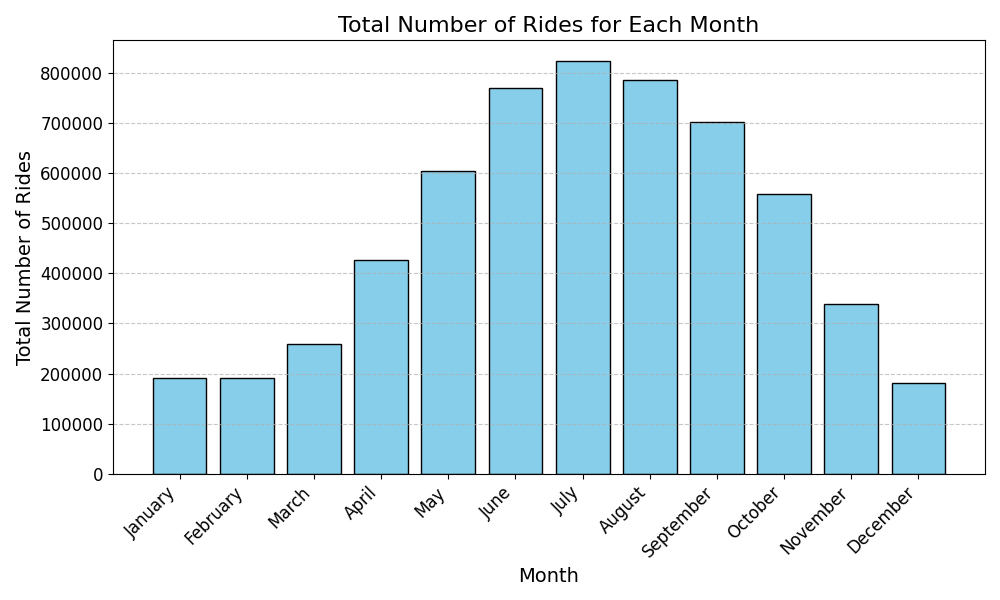 Total Number of Rides for Each Month
Total Number of Rides
800000
700000
600000
500000
400000
300000
200000
100000
0
January
February
March
April
May
June
July
August
September
October
November
December
Month